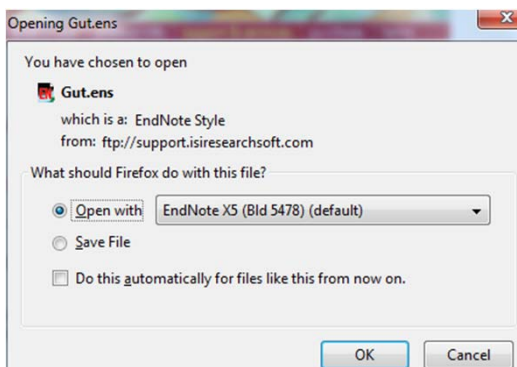 Opening Gut.ens
You have chosen to open
Gut.ens
which is a: EndNote Style
from: ftp://support.isiresearchsoft.com
What should Firefox do with this file?
Open with EndNote X5 (Bld 5478) (default)
Save File
Do this automatically for files like this from now on.
OK Cancel